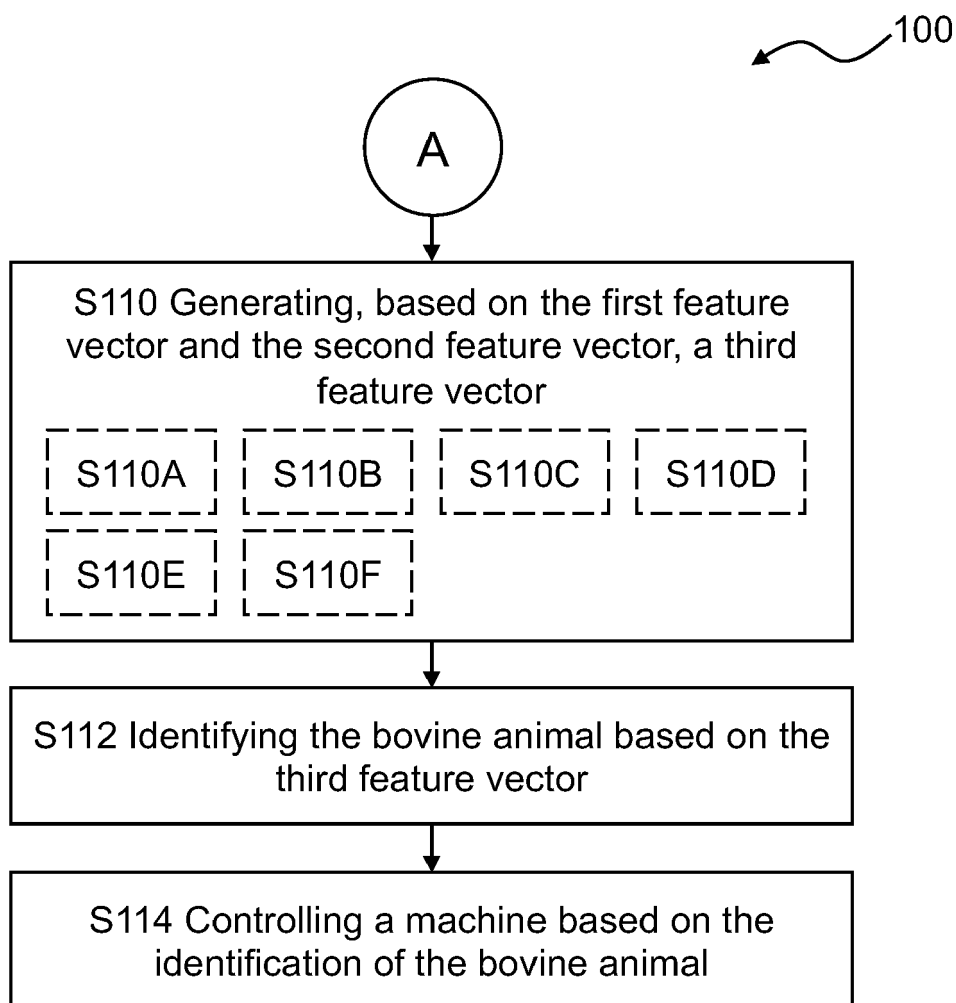 100
A
S110 Generating, based on the first feature
vector and the second feature vector, a third
feature vector
S110A S110B S110C S110D
S110E S110F
S112 Identifying the bovine animal based on the
third feature vector
S114 Controlling a machine based on the
identification of the bovine animal